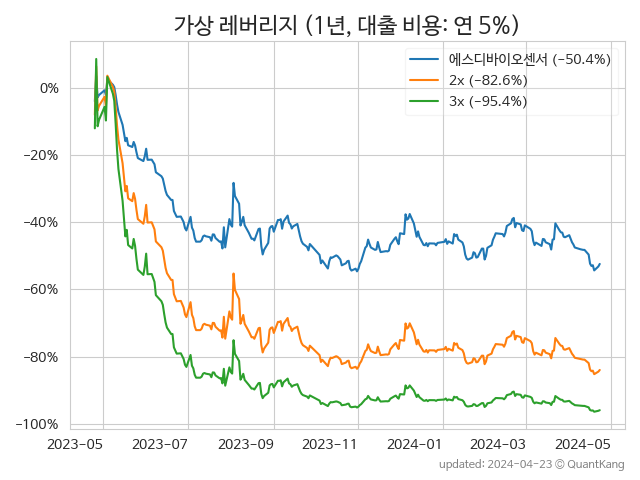 가상 레버리지 (1년, 대출 비용: 연 5%)
에스디바이오센서 (−50.4%)
2x (−82.6%)
3x (−95.4%)
0%
−20%
−40%
−60%
−80%
−100%
2023-05 2023-07 2023-09 2023-11 2024-01 2024-03 2024-05
updated: 2024-04-23 © QuantKang